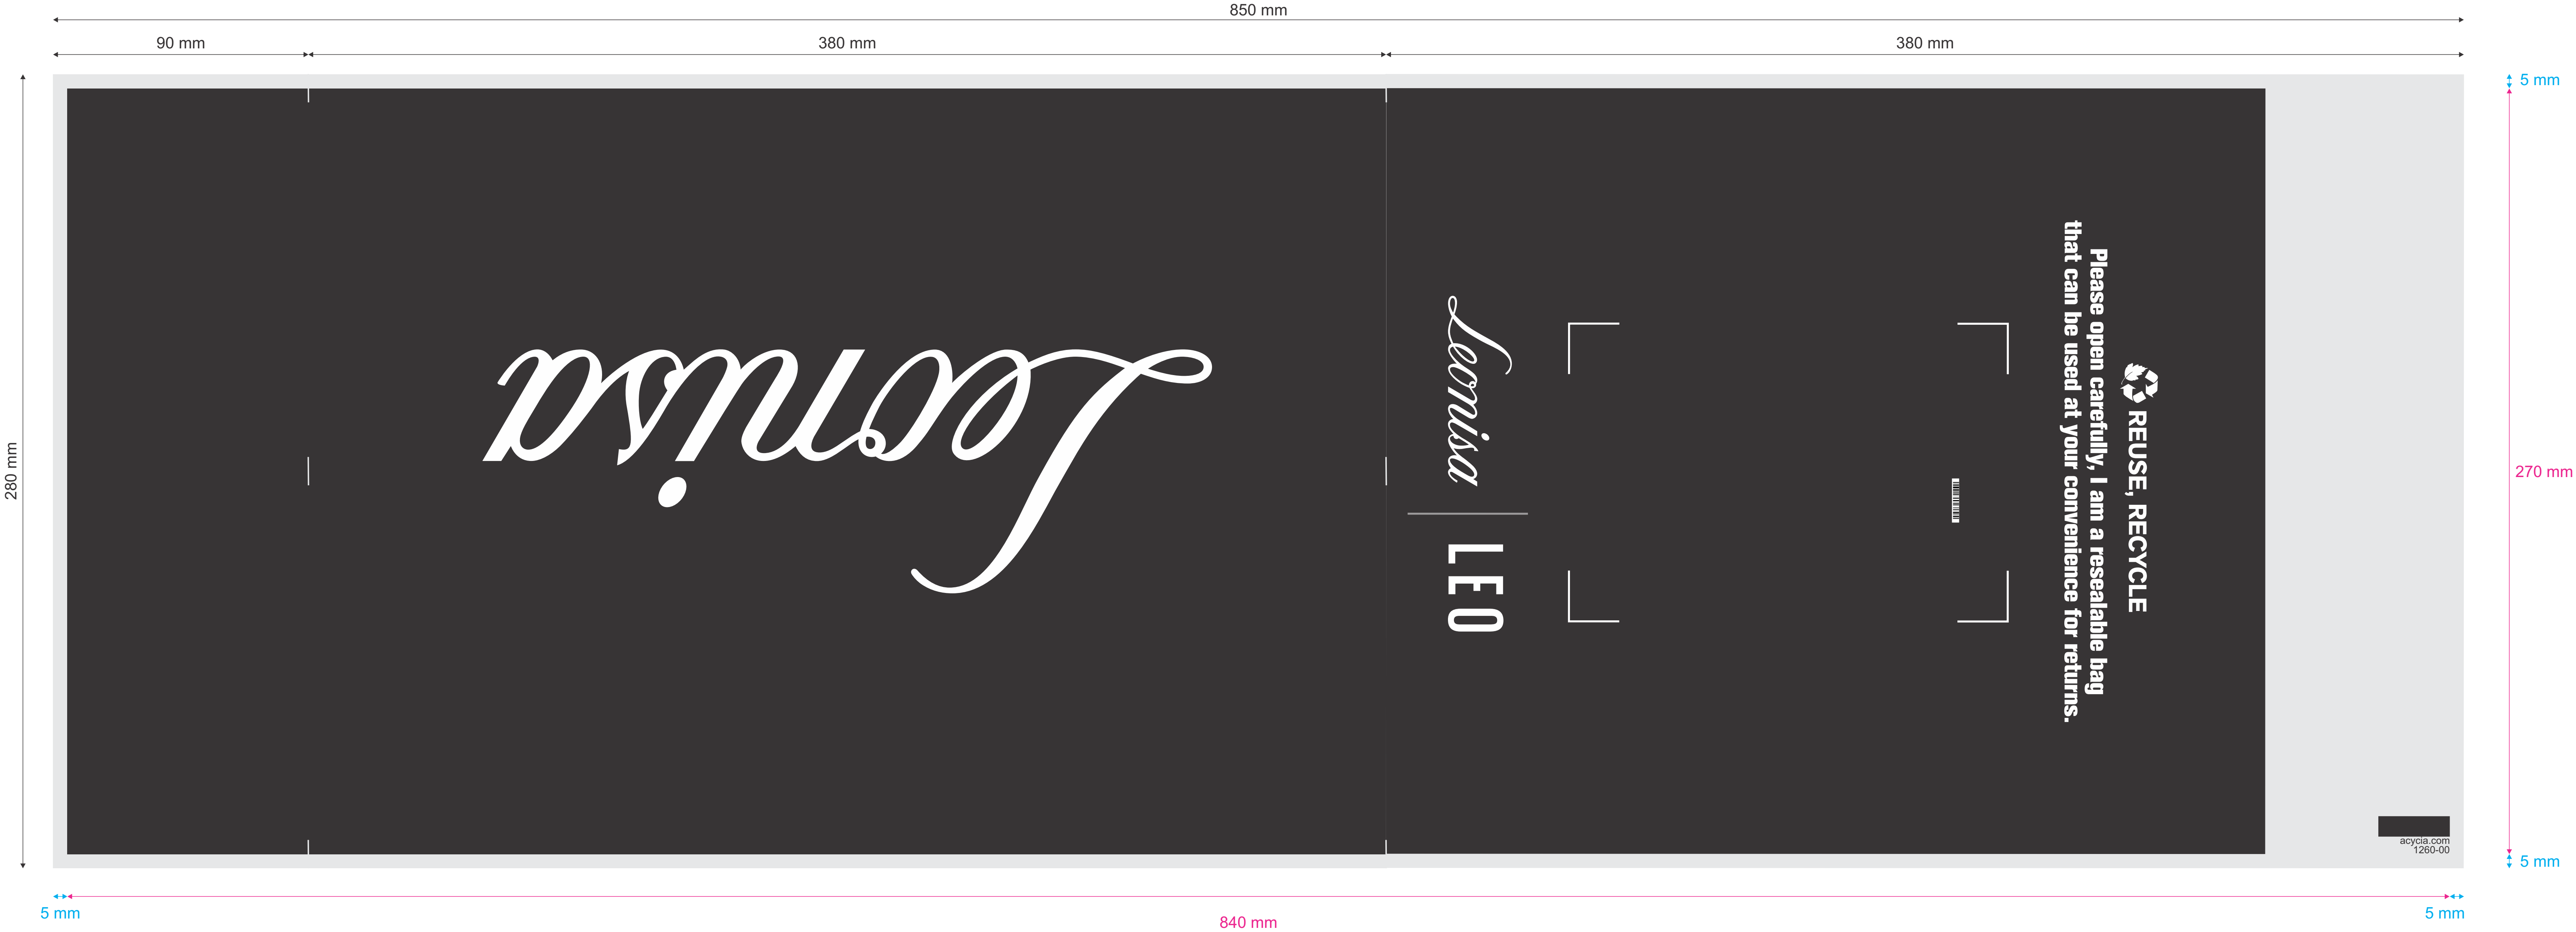 850 mm
90 mm
380 mm
380 mm
5 mm
280 mm
270 mm
Leonisa
Leonisa
LEO
REUSE, RECYCLE
Please open carefully, I am a resealable bag
that can be used at your convenience for returns.
acycia.com
1260-00
5 mm
5 mm
840 mm
5 mm